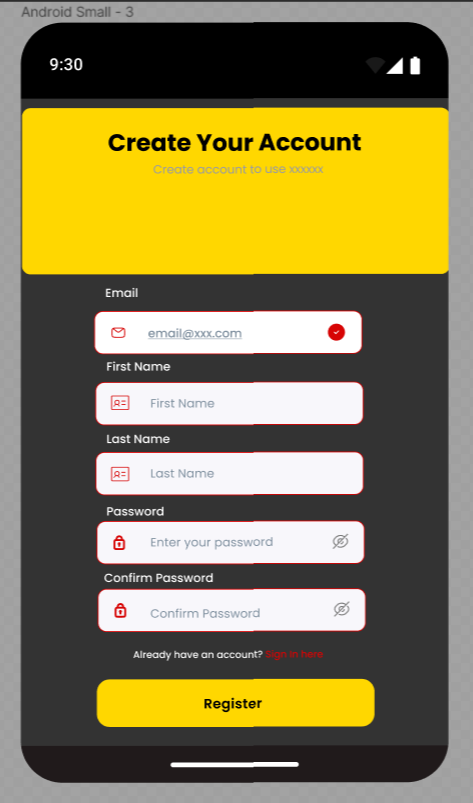 Android Small - 3
9:30
Create Your Account
Create account to use xxxxxx
Email
email@xxx.com
First Name
First Name
Last Name
Last Name
Password
Enter your password
Confirm Password
Confirm Password
Already have an account? Sign in here
Register